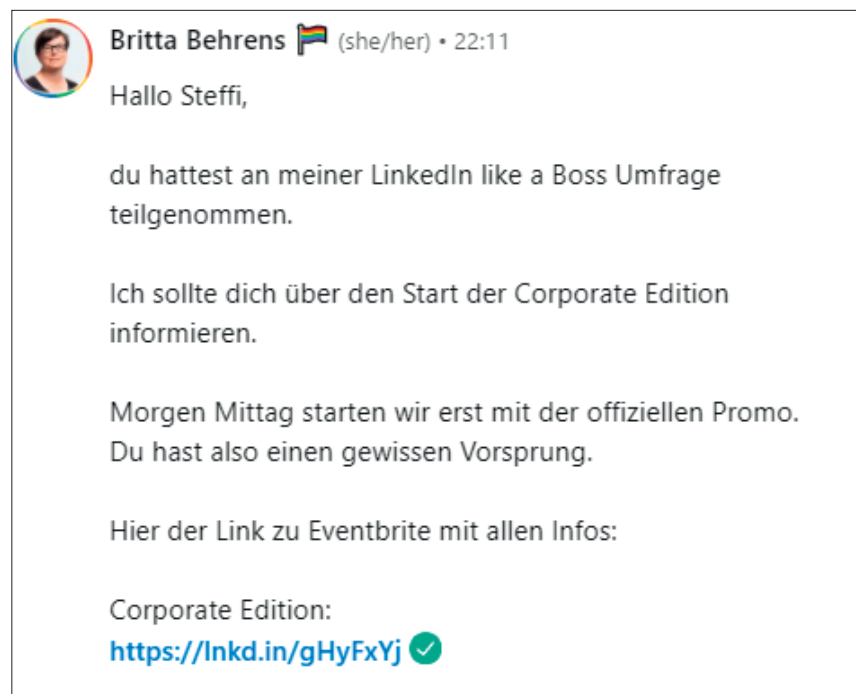 Britta Behrens 🏳️‍🌈 (she/her) • 22:11
Hallo Steffi,
du hattest an meiner LinkedIn like a Boss Umfrage
teilgenommen.
Ich sollte dich über den Start der Corporate Edition
informieren.
Morgen Mittag starten wir erst mit der offiziellen Promo.
Du hast also einen gewissen Vorsprung.
Hier der Link zu Eventbrite mit allen Infos:
Corporate Edition:
https://lnkd.in/gHyFxYj